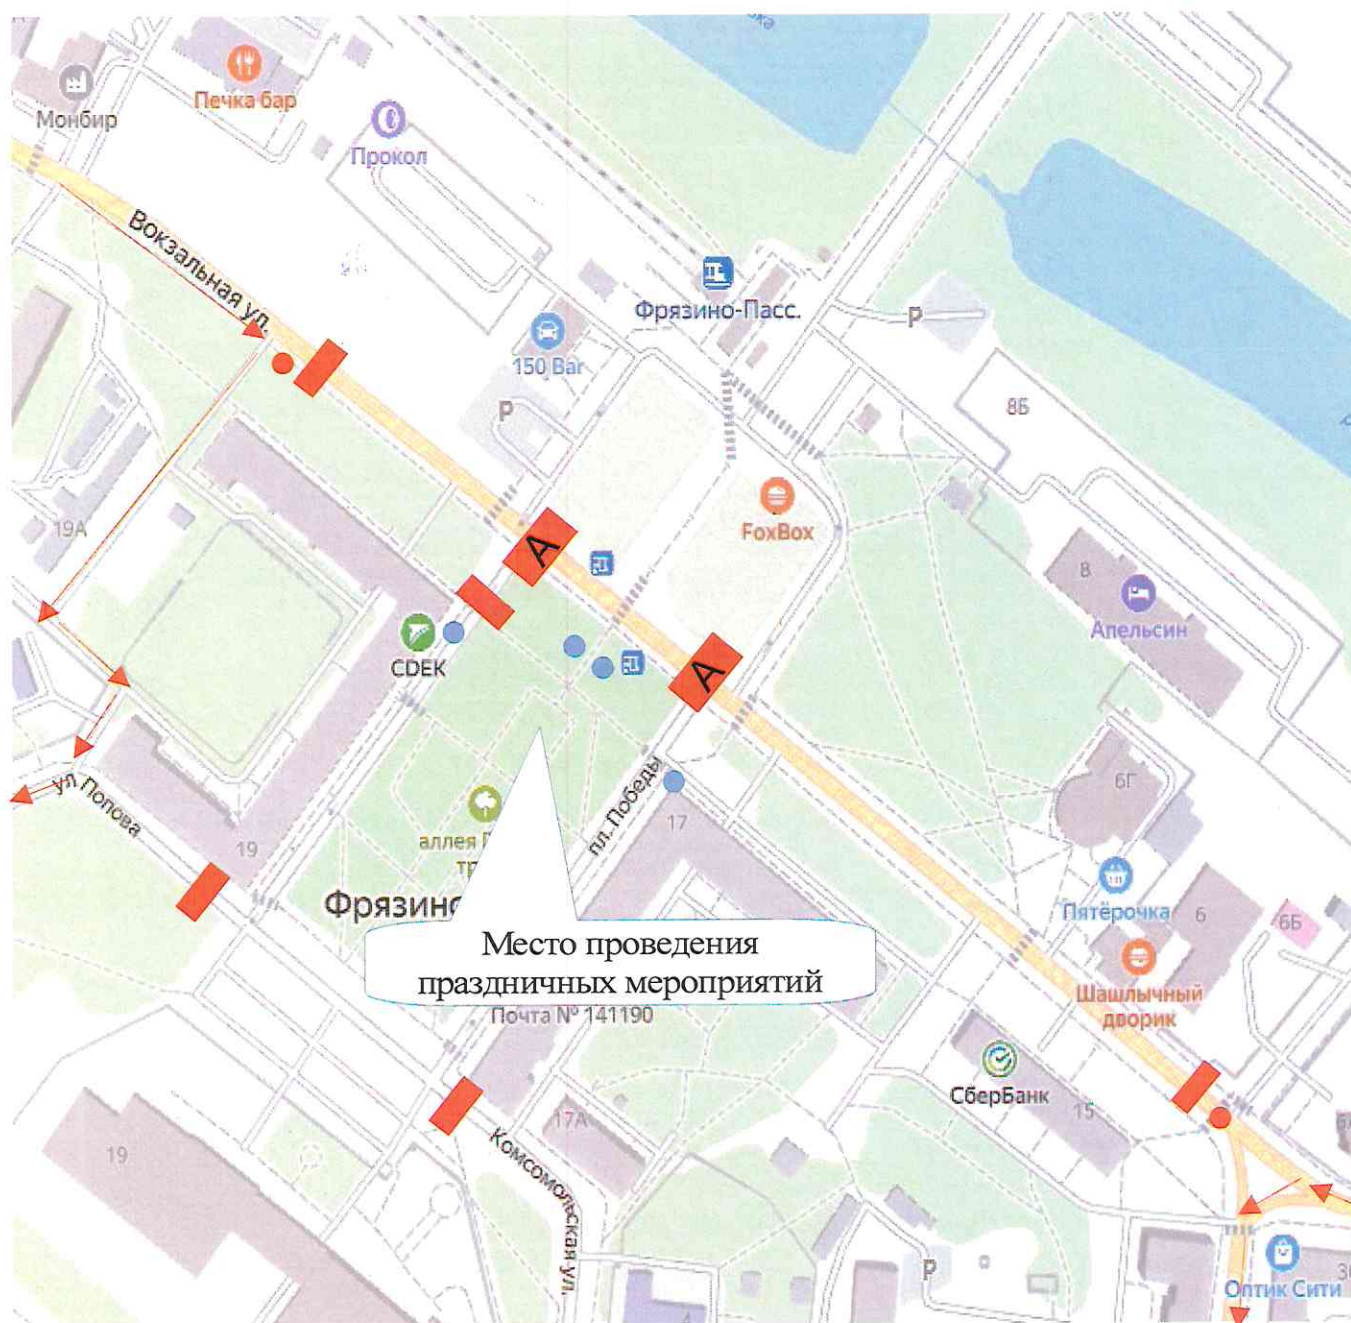 Печка бар
Монбир
Прокол
Вокзальная ул.
Фрязино-Пасс.
P
150 Bar
P
8Б
FoxBox
19А
А
8
Апельсин
CDEK
А
6Г
ул. Попова
пл. Победы
17
аллея
19
Фрязино
Пятёрочка
6
6Б
Место проведения
праздничных мероприятий
Шашлычный
дворик
Почта № 141190
СберБанк
15
17А
19
Комсомольская ул.
P
Оптик Сити
4